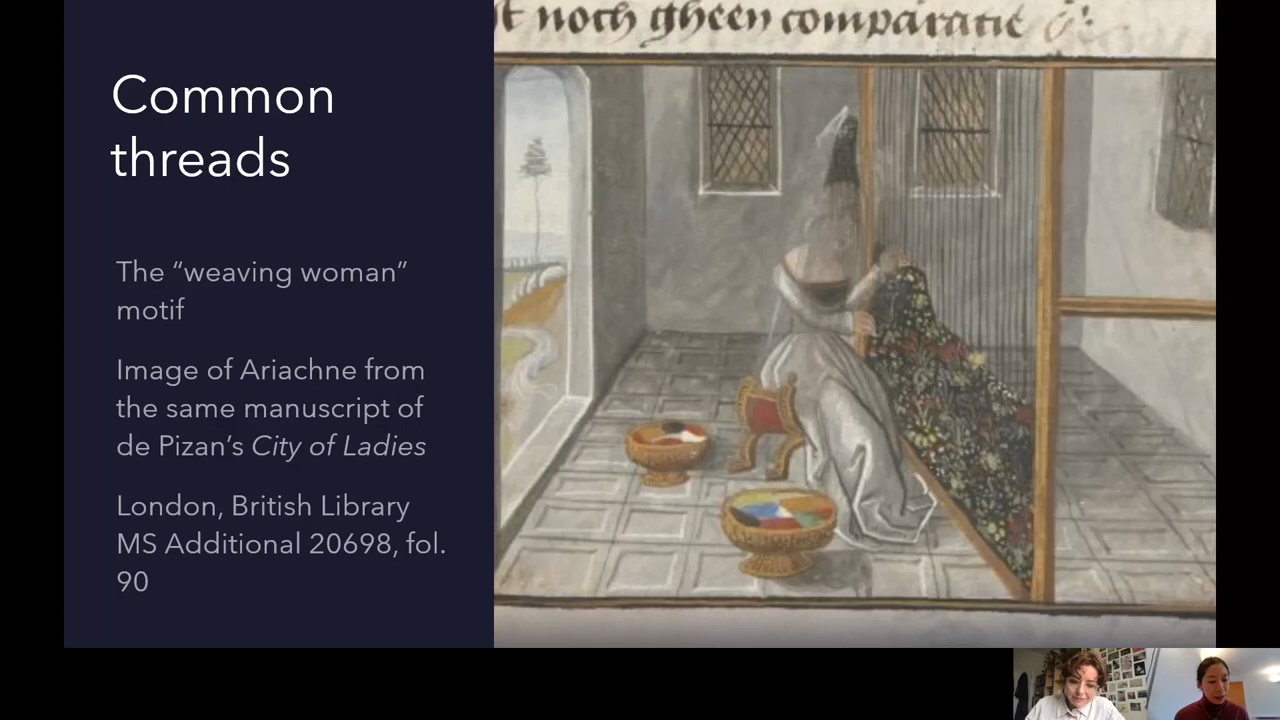 t noch gheen comparatie
Common
threads
The “weaving woman”
motif
Image of Ariachne from
the same manuscript of
de Pizan’s City of Ladies
London, British Library
MS Additional 20698, fol.
90